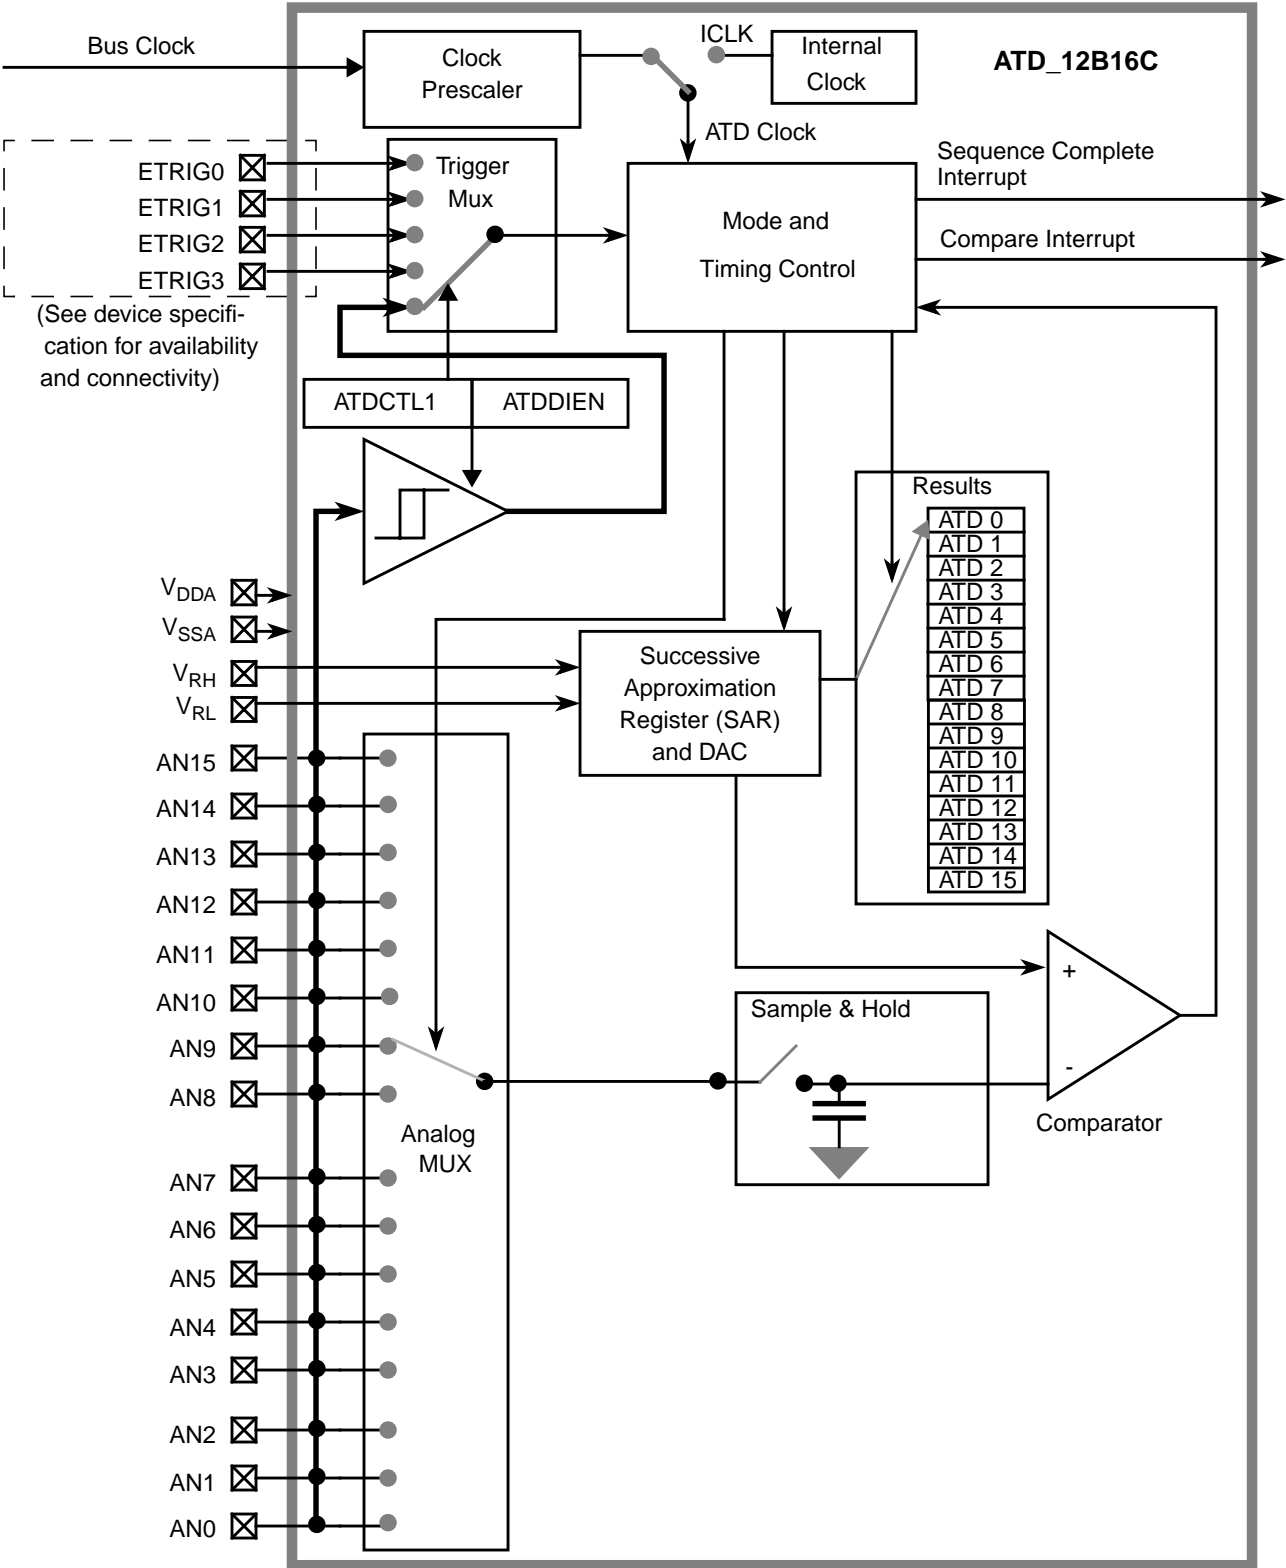 Bus Clock
Clock
Prescaler
ICLK
Internal
Clock
ATD_12B16C
ATD Clock
ETRIG0
ETRIG1
ETRIG2
ETRIG3
(See device specifi-
cation for availability
and connectivity)
Trigger
Mux
Mode and
Timing Control
Sequence Complete
Interrupt
Compare Interrupt
ATDCTL1
ATDDIEN
Results
ATD 0
ATD 1
ATD 2
ATD 3
ATD 4
ATD 5
ATD 6
ATD 7
ATD 8
ATD 9
ATD 10
ATD 11
ATD 12
ATD 13
ATD 14
ATD 15
VDDA
VSSA
VRH
VRL
Successive
Approximation
Register (SAR)
and DAC
AN15
AN14
AN13
AN12
AN11
AN10
AN9
AN8
AN7
AN6
AN5
AN4
AN3
AN2
AN1
AN0
Analog
MUX
Sample & Hold
+
-
Comparator